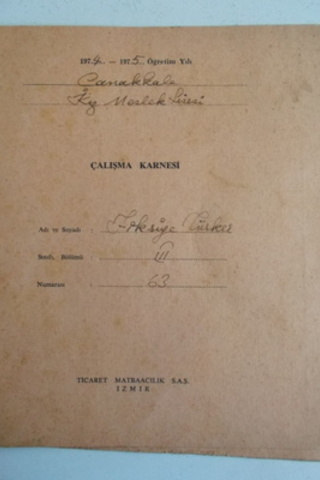 1974 — 1975 Öğretim Yılı
Çanakkale
Kız Meslek Lisesi
ÇALIŞMA KARNESİ
Adı ve Soyadı : Türker
Sınıfı, Bölümü : III
Numarası : 63
TİCARET MATBAACILIK S.A.Ş.
İZMİR